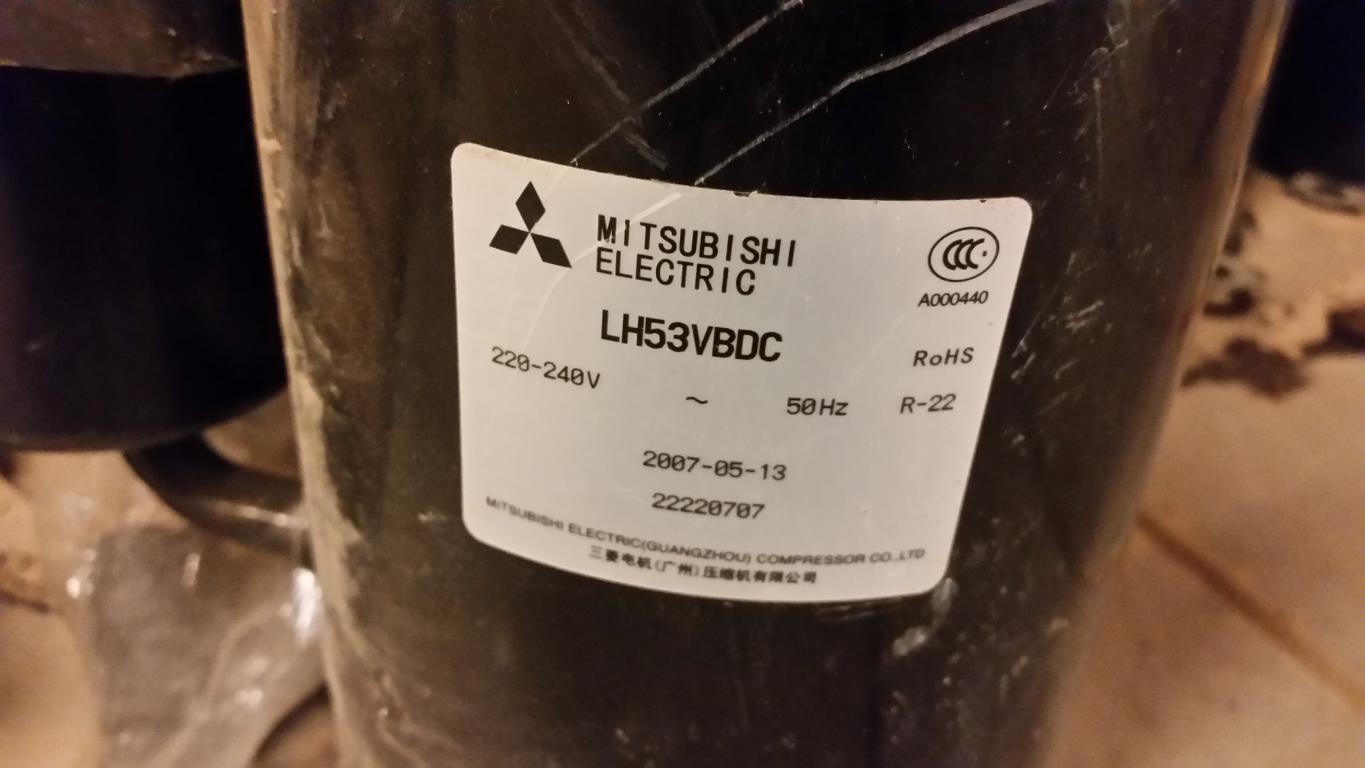 MITSUBISHI
ELECTRIC
CCC
A000440
LH53VBDC
RoHS
220-240V ~ 50Hz R-22
2007-05-13
22220707
MITSUBISHI ELECTRIC(GUANGZHOU) COMPRESSOR CO.,LTD
三菱电机(广州)压缩机有限公司